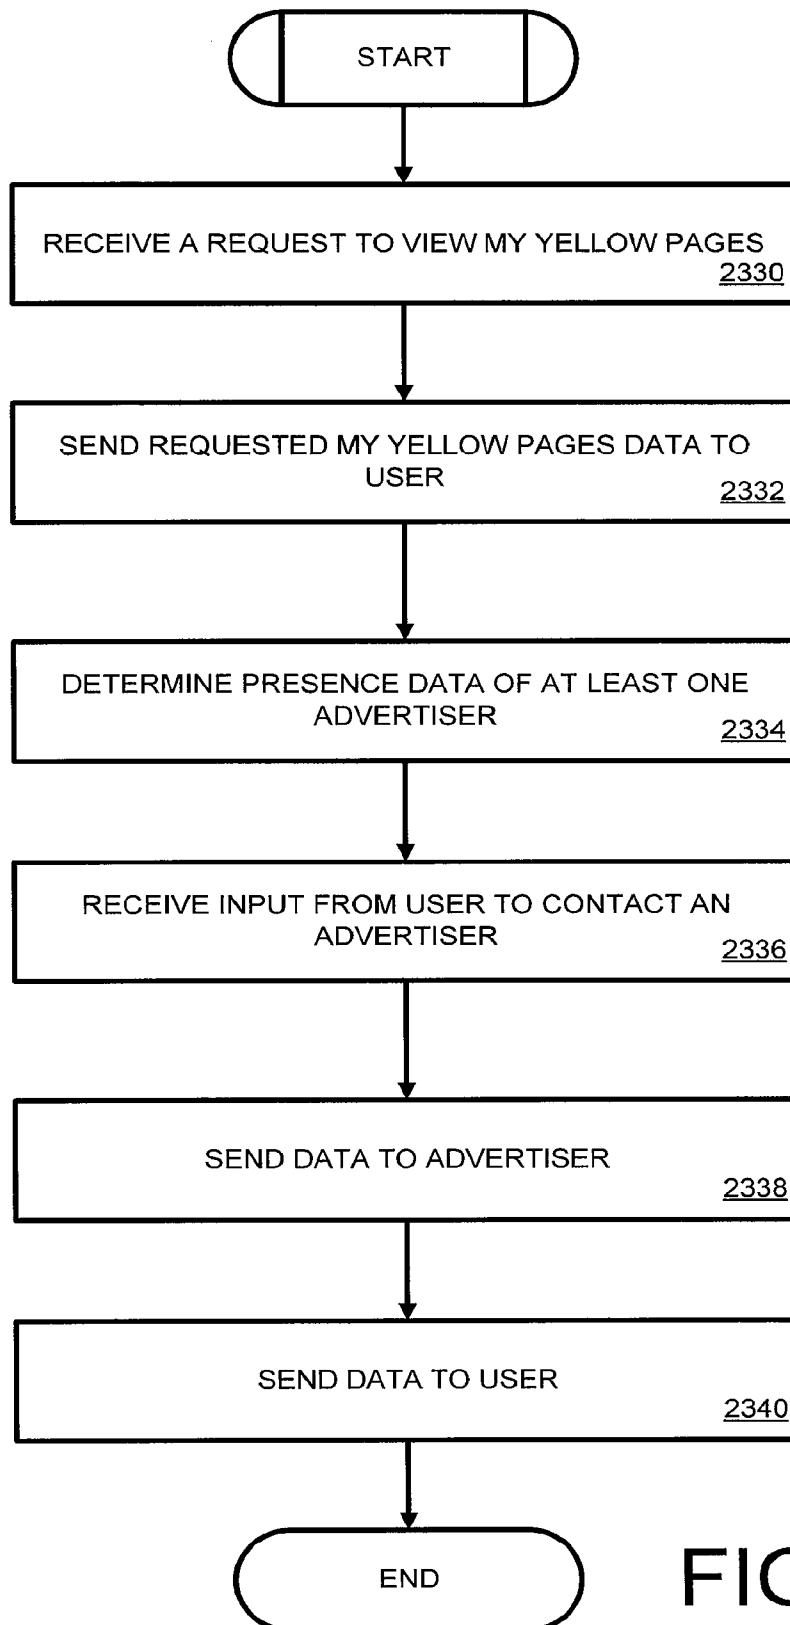 START
RECEIVE A REQUEST TO VIEW MY YELLOW PAGES
2330
SEND REQUESTED MY YELLOW PAGES DATA TO
USER
2332
DETERMINE PRESENCE DATA OF AT LEAST ONE
ADVERTISER
2334
RECEIVE INPUT FROM USER TO CONTACT AN
ADVERTISER
2336
SEND DATA TO ADVERTISER
2338
SEND DATA TO USER
2340
END